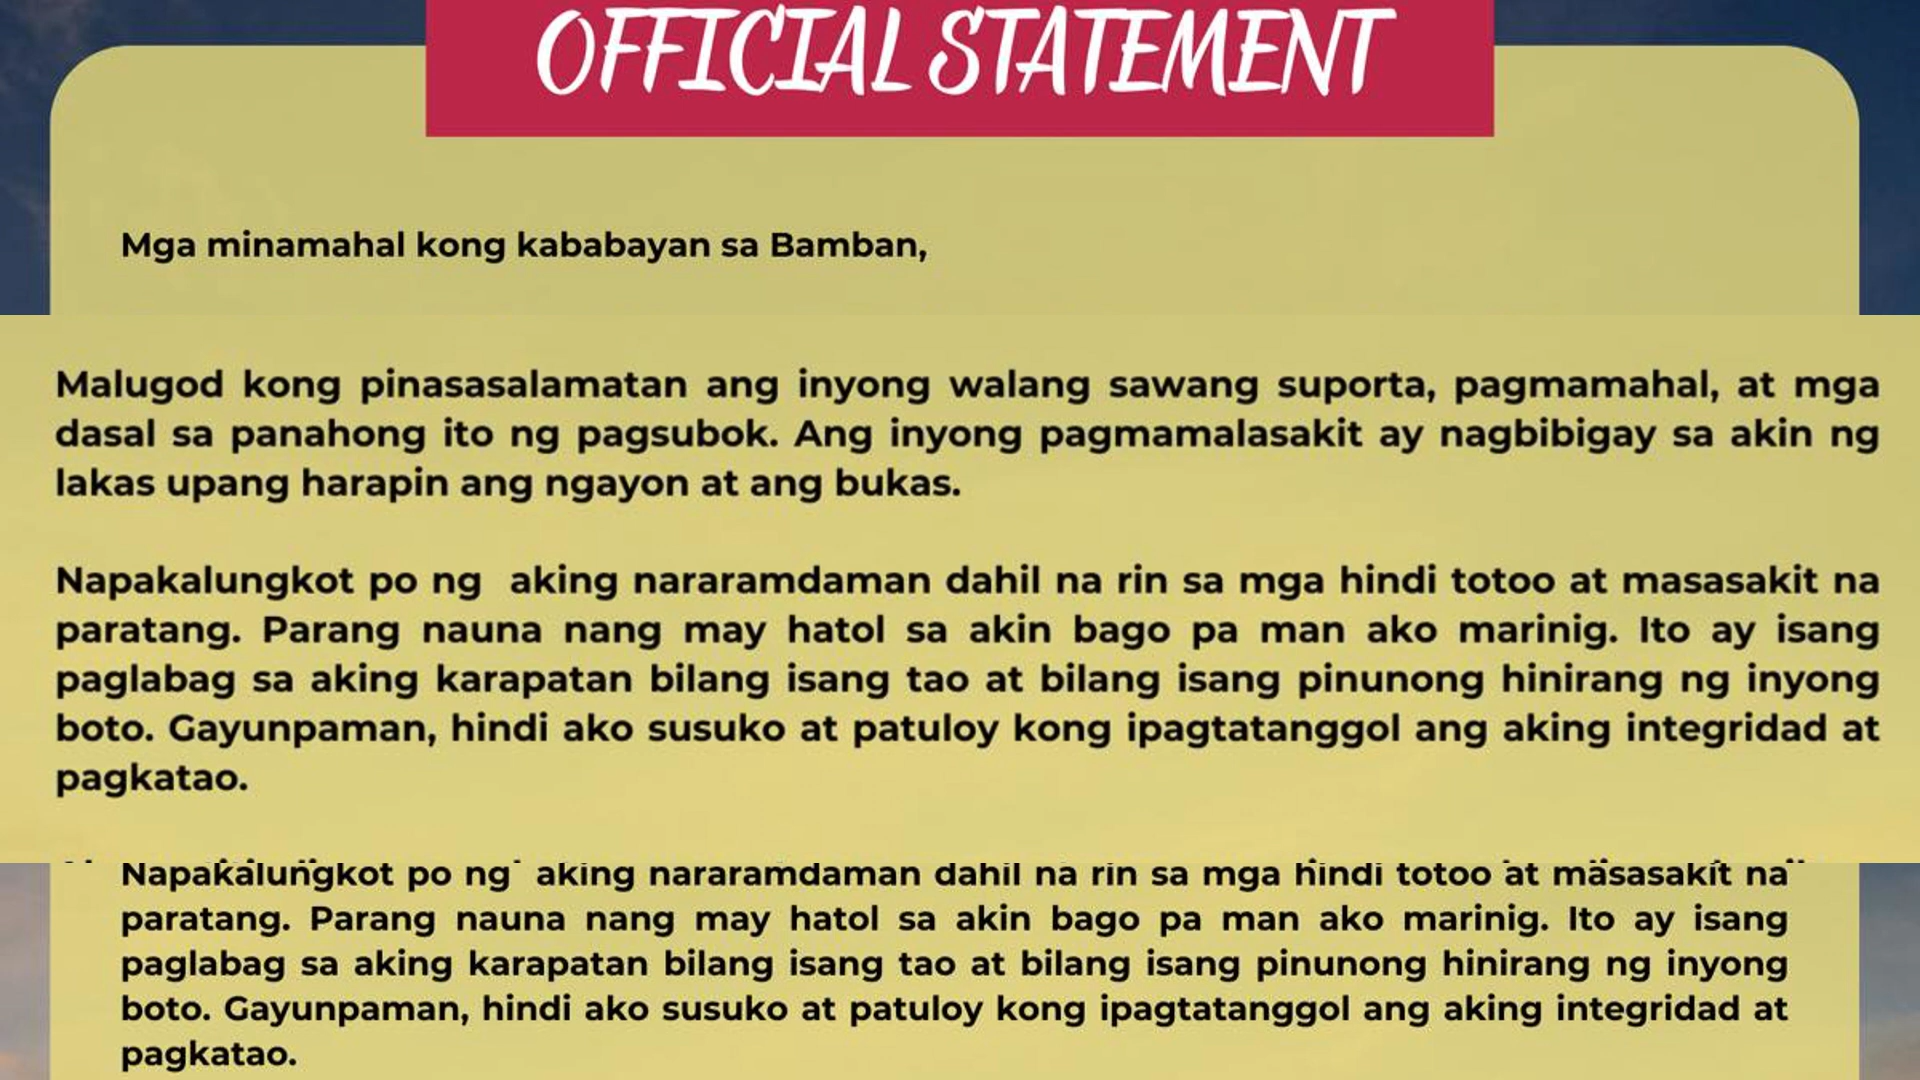 OFFICIAL STATEMENT
Mga minamahal kong kababayan sa Bamban,
Malugod kong pinasasalamatan ang inyong walang sawang suporta, pagmamahal, at mga
dasal sa panahong ito ng pagsubok. Ang inyong pagmamalasakit ay nagbibigay sa akin ng
lakas upang harapin ang ngayon at ang bukas.
Napakalungkot po ng aking nararamdaman dahil na rin sa mga hindi totoo at masasakit na
paratang. Parang nauna nang may hatol sa akin bago pa man ako marinig. Ito ay isang
paglabag sa aking karapatan bilang isang tao at bilang isang pinunong hinirang ng inyong
boto. Gayunpaman, hindi ako susuko at patuloy kong ipagtatanggol ang aking integridad at
pagkatao.
Napakalungkot po ng aking nararamdaman dahil na rin sa mga hindi totoo at masasakit na
paratang. Parang nauna nang may hatol sa akin bago pa man ako marinig. Ito ay isang
paglabag sa aking karapatan bilang isang tao at bilang isang pinunong hinirang ng inyong
boto. Gayunpaman, hindi ako susuko at patuloy kong ipagtatanggol ang aking integridad at
pagkatao.